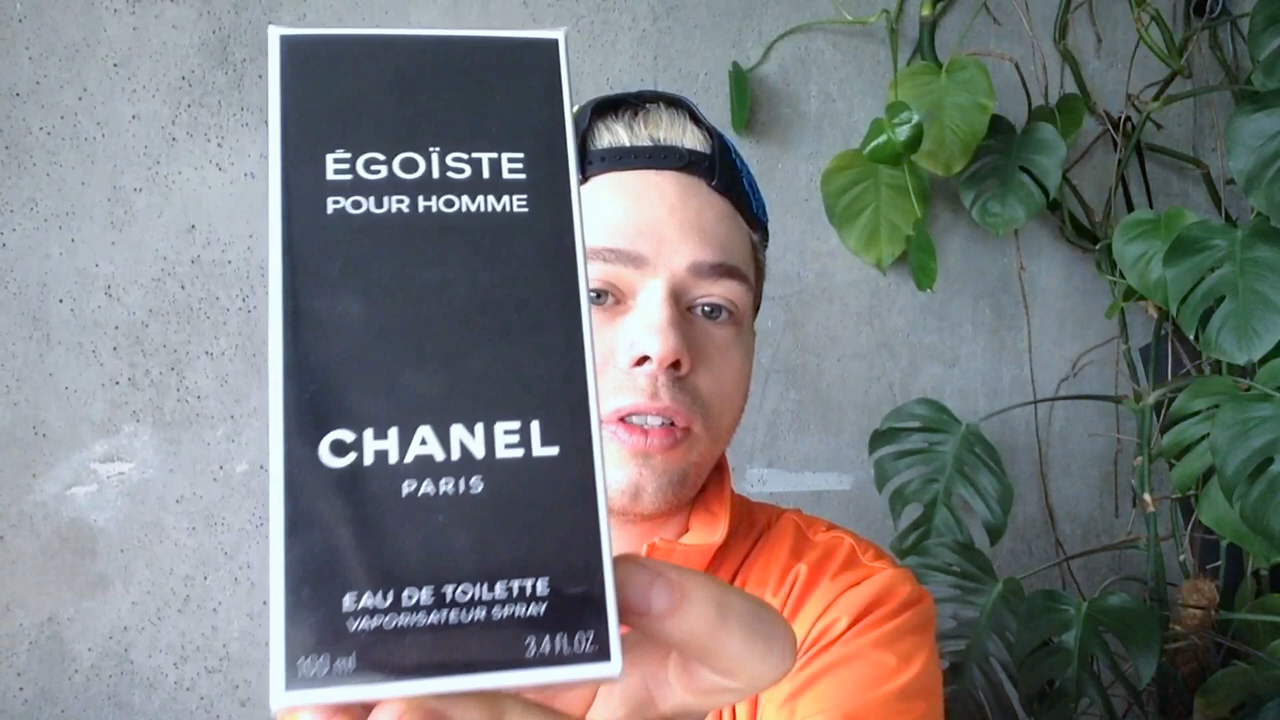 ÉGOÏSTE
POUR HOMME
CHANEL
PARIS
EAU DE TOILETTE
VAPORISATEUR SPRAY
100 ml
3.4 FL.OZ.